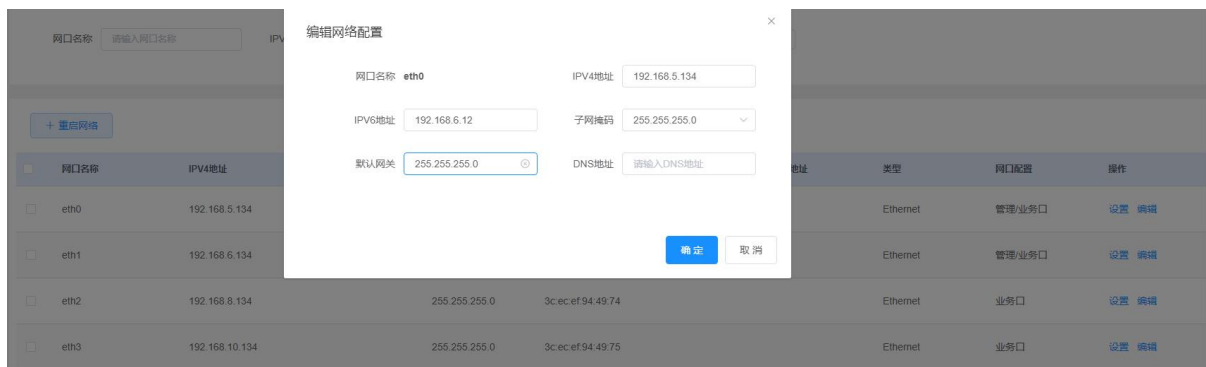 编辑网络配置
网口名称 请输入网口名称 IPV
网口名称 eth0 IPV4地址 192.168.5.134
IPV6地址 192.168.6.12 子网掩码 255.255.255.0
+ 重启网络
默认网关 255.255.255.0 DNS地址 请输入DNS地址
网口名称 IPV4地址 地址 类型 网口配置 操作
eth0 192.168.5.134 Ethernet 管理/业务口 设置 编辑
确定 取消
eth1 192.168.6.134 Ethernet 管理/业务口 设置 编辑
eth2 192.168.8.134 255.255.255.0 3c:ec:ef:94:49:74 Ethernet 业务口 设置 编辑
eth3 192.168.10.134 255.255.255.0 3c:ec:ef:94:49:75 Ethernet 业务口 设置 编辑